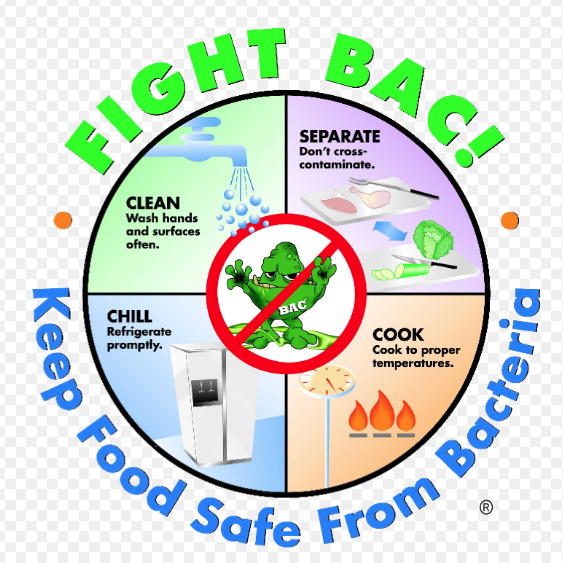 FIGHT BAC!
CLEAN
Wash hands
and surfaces
often.
SEPARATE
Don't cross-
contaminate.
BAC
CHILL
Refrigerate
promptly.
COOK
Cook to proper
temperatures.
Keep Food Safe From Bacteria
®